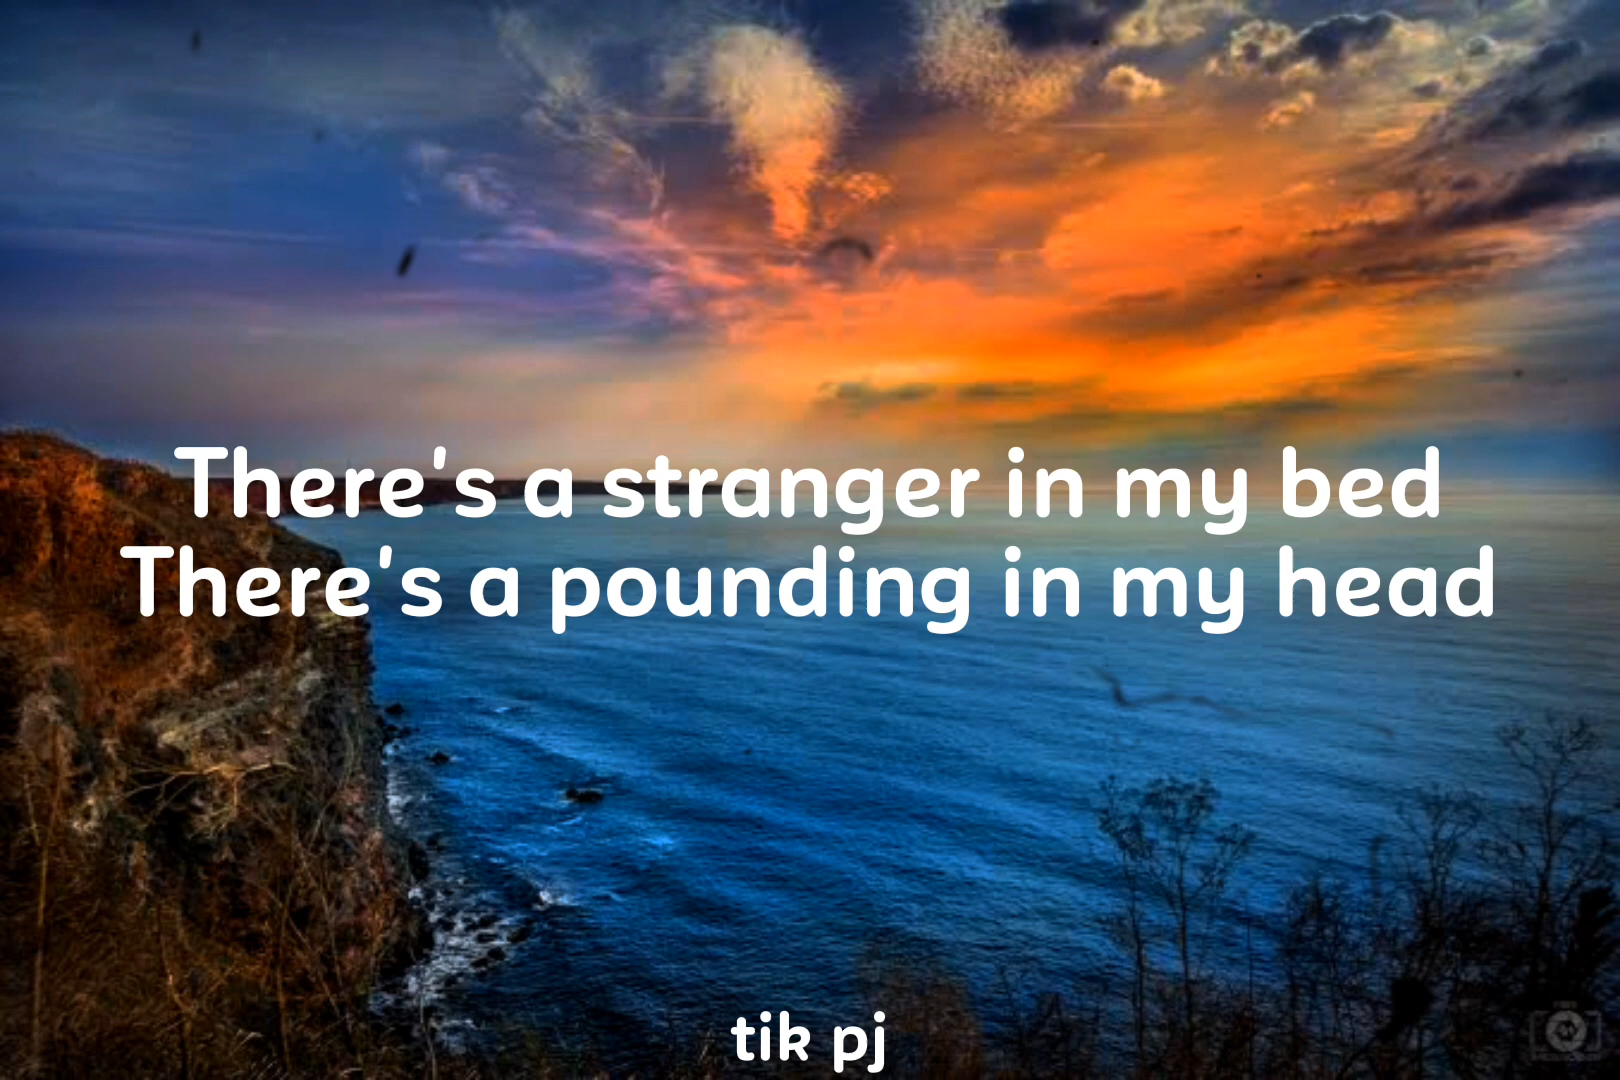 There's a stranger in my bed
There's a pounding in my head
tik pj